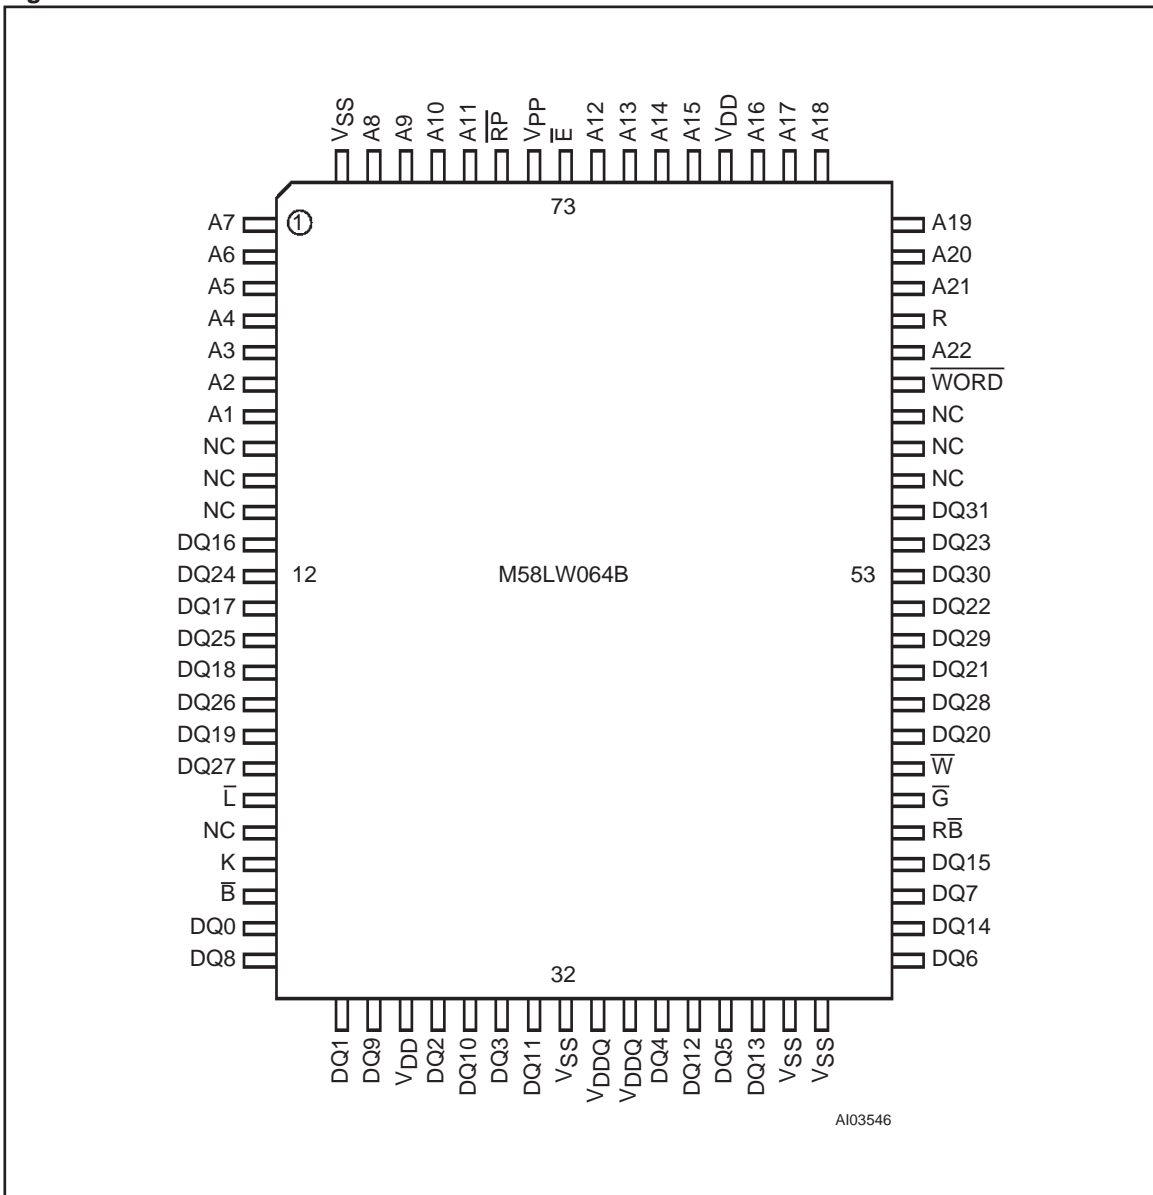 VSS A8 A9 A10 A11 R̅P̅ VPP E̅ A12 A13 A14 A15 VDD A16 A17 A18
73
A7 1 A19
A6 A20
A5 A21
A4 R
A3 A22
A2 W̅O̅R̅D̅
A1 NC
NC NC
NC NC
NC DQ31
DQ16 DQ23
DQ24 12 M58LW064B 53 DQ30
DQ17 DQ22
DQ25 DQ29
DQ18 DQ21
DQ26 DQ28
DQ19 DQ20
DQ27 W̅
L̅ G̅
NC RB̅
K DQ15
B̅ DQ7
DQ0 DQ14
DQ8 DQ6
32
DQ1 DQ9 VDD DQ2 DQ10 DQ3 DQ11 VSS VDDQ VDDQ DQ4 DQ12 DQ5 DQ13 VSS VSS
AI03546